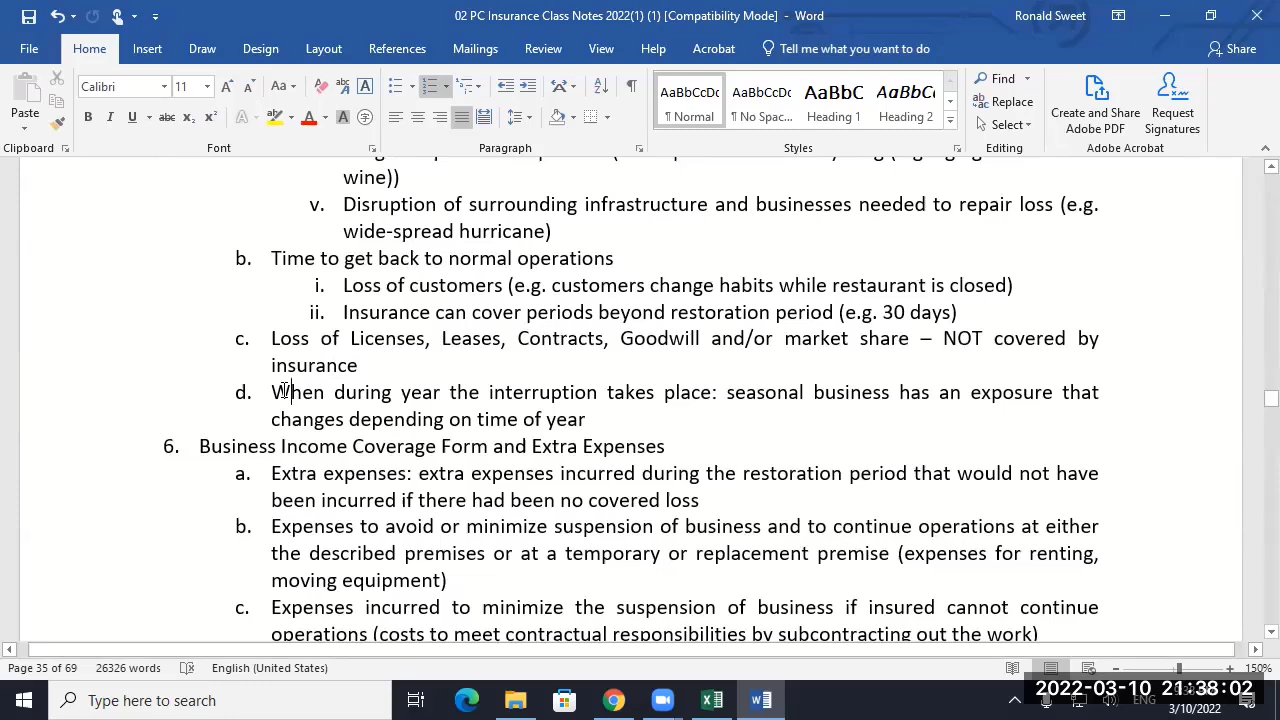 02 PC Insurance Class Notes 2022(1) (1) [Compatibility Mode] - Word
Ronald Sweet
File Home Insert Draw Design Layout References Mailings Review View Help Acrobat Tell me what you want to do Share
Calibri 11
Paste
Clipboard Font Paragraph Styles Editing Adobe Acrobat
AaBbCcDc AaBbCcDc AaBbC AaBbC
¶ Normal ¶ No Spac... Heading 1 Heading 2
Find
Replace
Select
Create and Share Adobe PDF
Request Signatures
wine))
v. Disruption of surrounding infrastructure and businesses needed to repair loss (e.g.
wide-spread hurricane)
b. Time to get back to normal operations
i. Loss of customers (e.g. customers change habits while restaurant is closed)
ii. Insurance can cover periods beyond restoration period (e.g. 30 days)
c. Loss of Licenses, Leases, Contracts, Goodwill and/or market share – NOT covered by
insurance
d. When during year the interruption takes place: seasonal business has an exposure that
changes depending on time of year
6. Business Income Coverage Form and Extra Expenses
a. Extra expenses: extra expenses incurred during the restoration period that would not have
been incurred if there had been no covered loss
b. Expenses to avoid or minimize suspension of business and to continue operations at either
the described premises or at a temporary or replacement premise (expenses for renting,
moving equipment)
c. Expenses incurred to minimize the suspension of business if insured cannot continue
operations (costs to meet contractual responsibilities by subcontracting out the work)
Page 35 of 69 26326 words English (United States) 150%
Type here to search
2022-03-10 21:38:02
ENG
3/10/2022